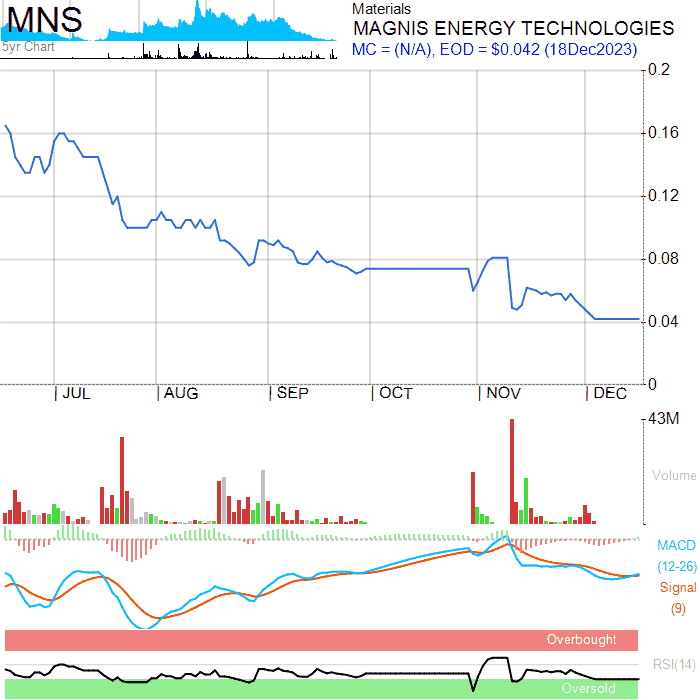 MNS
5yr Chart
Materials
MAGNIS ENERGY TECHNOLOGIES
MC = (N/A), EOD = $0.042 (18Dec2023)
0.2
0.16
0.12
0.08
0.04
0
JUL AUG SEP OCT NOV DEC
43M
Volume
MACD
(12-26)
Signal
(9)
Overbought
RSI(14)
Oversold